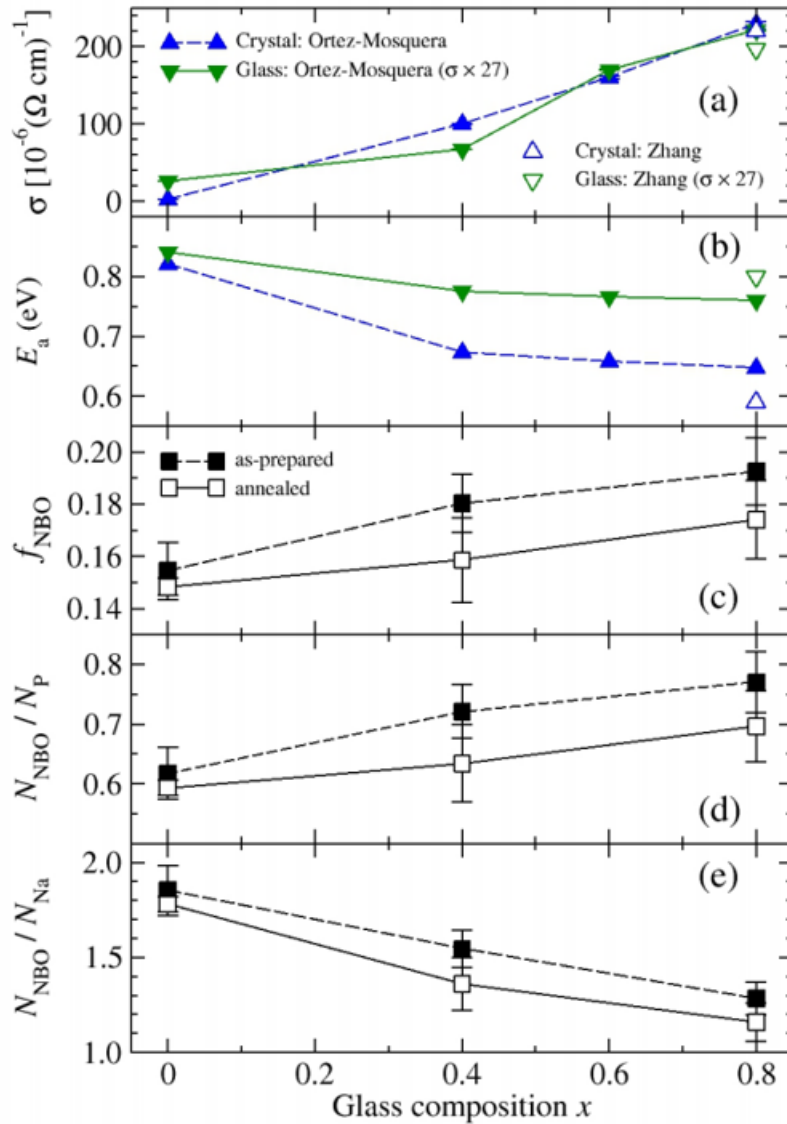 σ [10⁻⁶(Ω cm)⁻¹]
200
100
0
Crystal: Ortez-Mosquera
Glass: Ortez-Mosquera (σ × 27)
(a)
Crystal: Zhang
Glass: Zhang (σ × 27)
Eₐ (eV)
0.8
0.7
0.6
(b)
f_NBO
0.20
0.18
0.16
0.14
as-prepared
annealed
(c)
N_NBO / N_P
0.8
0.7
0.6
(d)
N_NBO / N_Na
2.0
1.5
1.0
(e)
0 0.2 0.4 0.6 0.8
Glass composition x